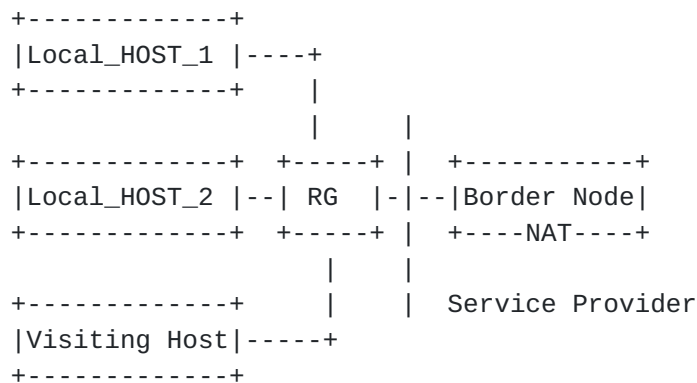 +-------------+
|Local_HOST_1 |----+
+-------------+    |
                   |     |
+-------------+  +-----+ |  +-----------+
|Local_HOST_2 |--| RG  |-|--|Border Node|
+-------------+  +-----+ |  +----NAT----+
                    |    |
+-------------+     |    |  Service Provider
|Visiting Host|-----+
+-------------+